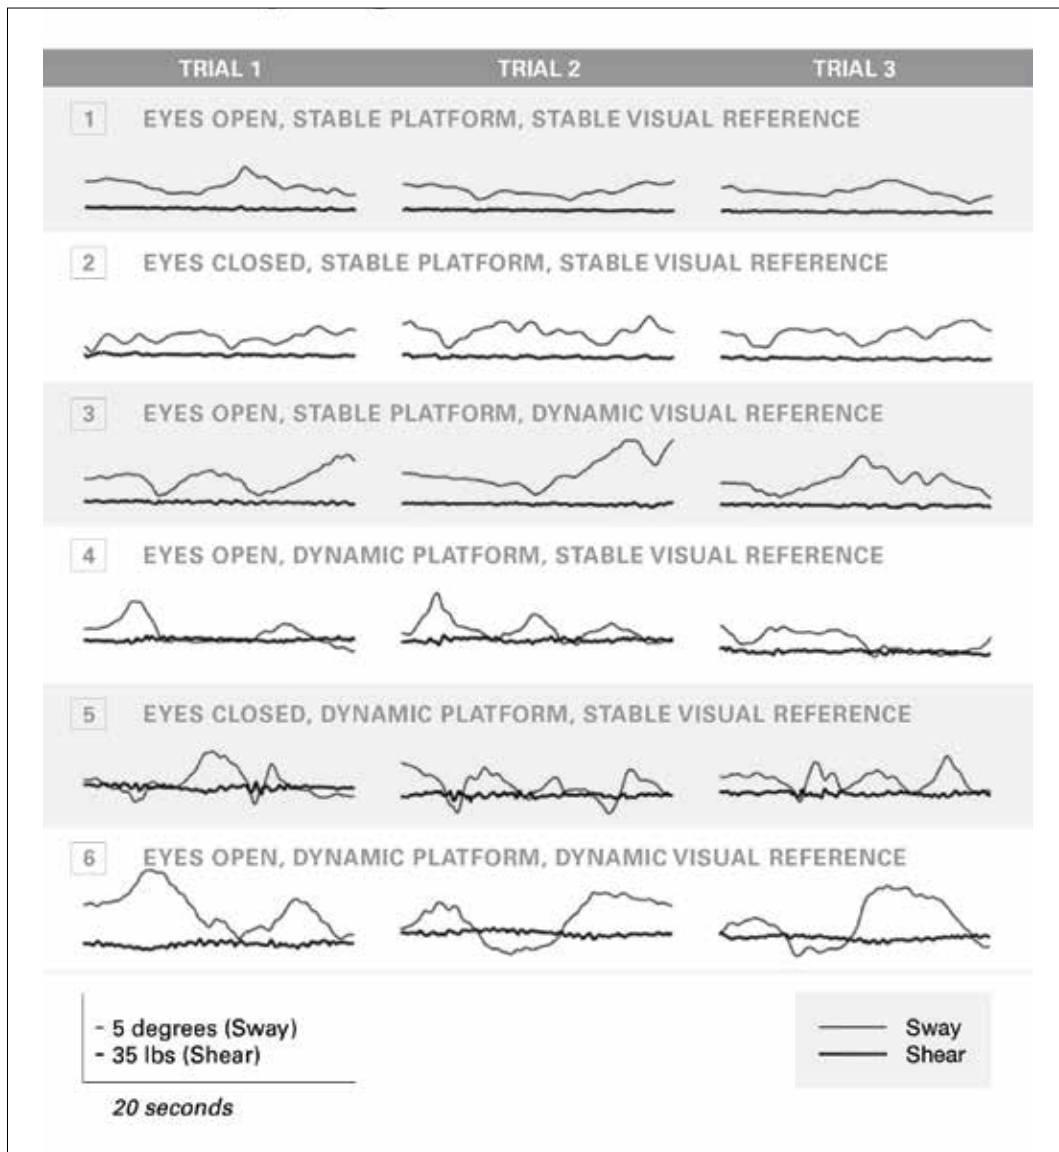 TRIAL 1 TRIAL 2 TRIAL 3
1 EYES OPEN, STABLE PLATFORM, STABLE VISUAL REFERENCE
2 EYES CLOSED, STABLE PLATFORM, STABLE VISUAL REFERENCE
3 EYES OPEN, STABLE PLATFORM, DYNAMIC VISUAL REFERENCE
4 EYES OPEN, DYNAMIC PLATFORM, STABLE VISUAL REFERENCE
5 EYES CLOSED, DYNAMIC PLATFORM, STABLE VISUAL REFERENCE
6 EYES OPEN, DYNAMIC PLATFORM, DYNAMIC VISUAL REFERENCE
- 5 degrees (Sway)
- 35 lbs (Shear)
20 seconds
Sway
Shear